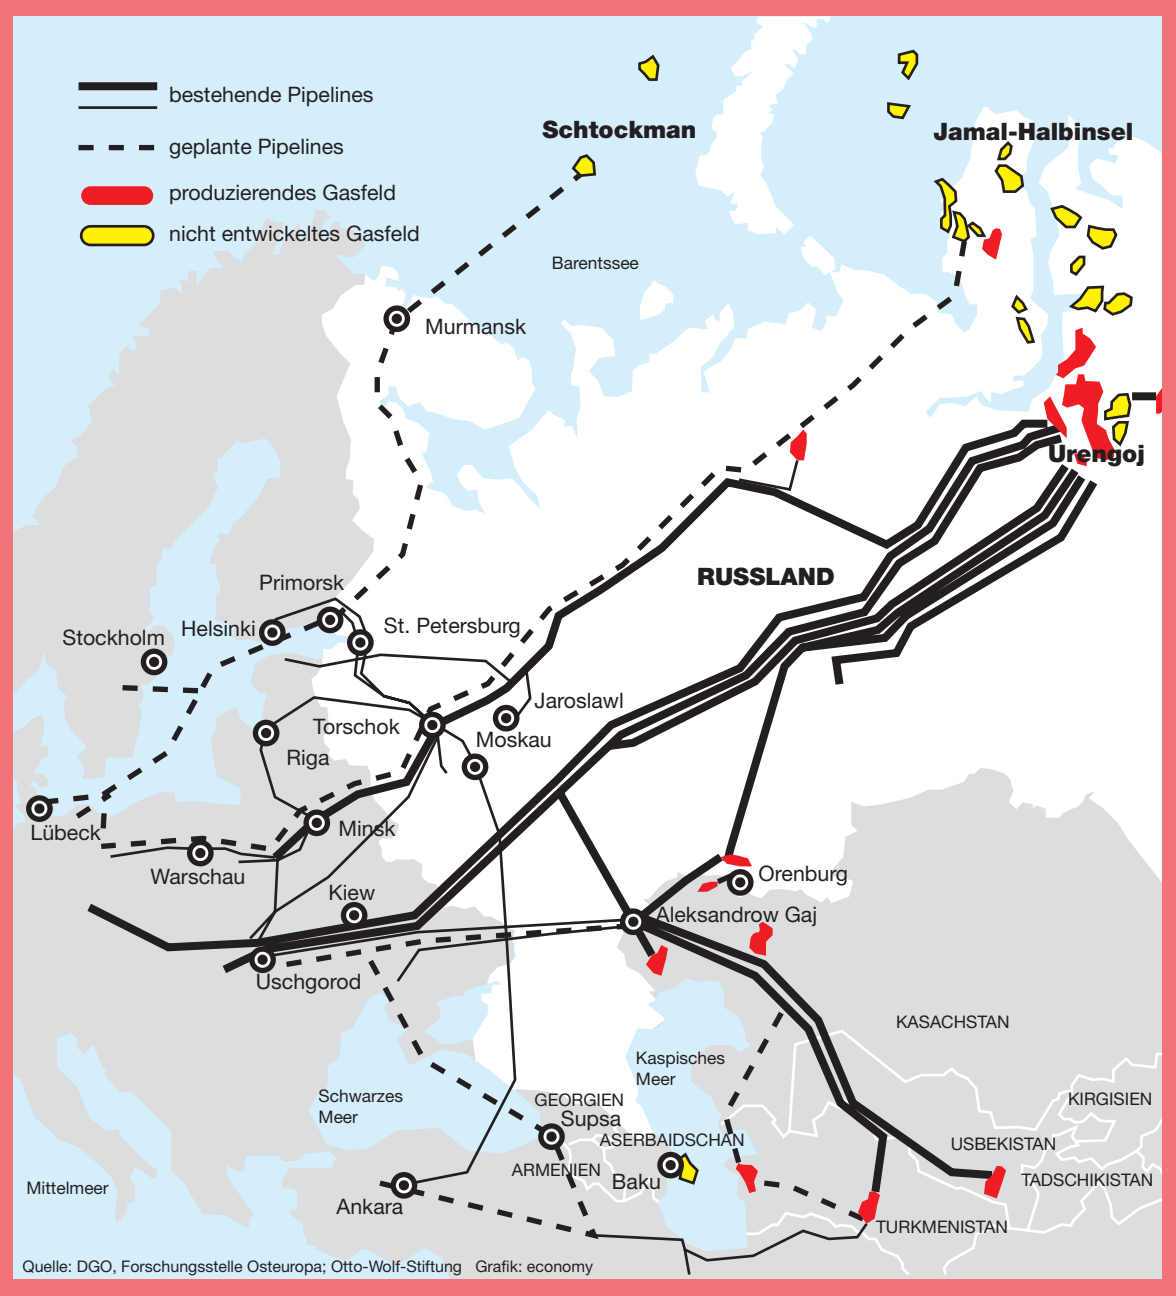 bestehende Pipelines
geplante Pipelines
produzierendes Gasfeld
nicht entwickeltes Gasfeld
Schtockman
Jamal-Halbinsel
Barentssee
Murmansk
Urengoj
RUSSLAND
Primorsk
Helsinki
St. Petersburg
Stockholm
Jaroslawl
Torschok
Moskau
Riga
Lübeck
Minsk
Warschau
Orenburg
Kiew
Aleksandrow Gaj
Uschgorod
KASACHSTAN
Kaspisches
Meer
Schwarzes
Meer
GEORGIEN
Supsa
KIRGISIEN
ASERBAIDSCHAN
USBEKISTAN
ARMENIEN
Baku
TADSCHIKISTAN
Mittelmeer
Ankara
TURKMENISTAN
Quelle: DGO, Forschungsstelle Osteuropa; Otto-Wolf-Stiftung Grafik: economy